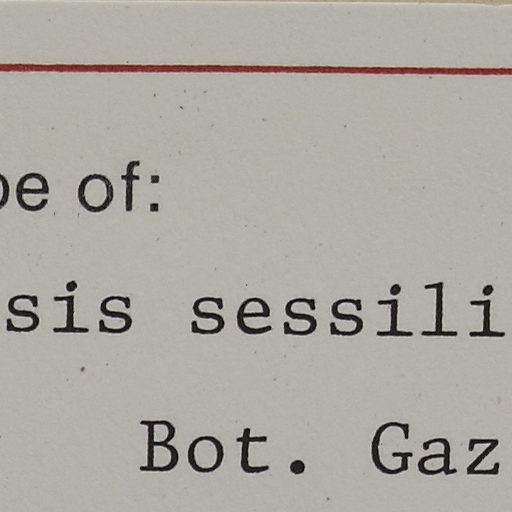 pe of:
sis sessili
Bot. Gaz